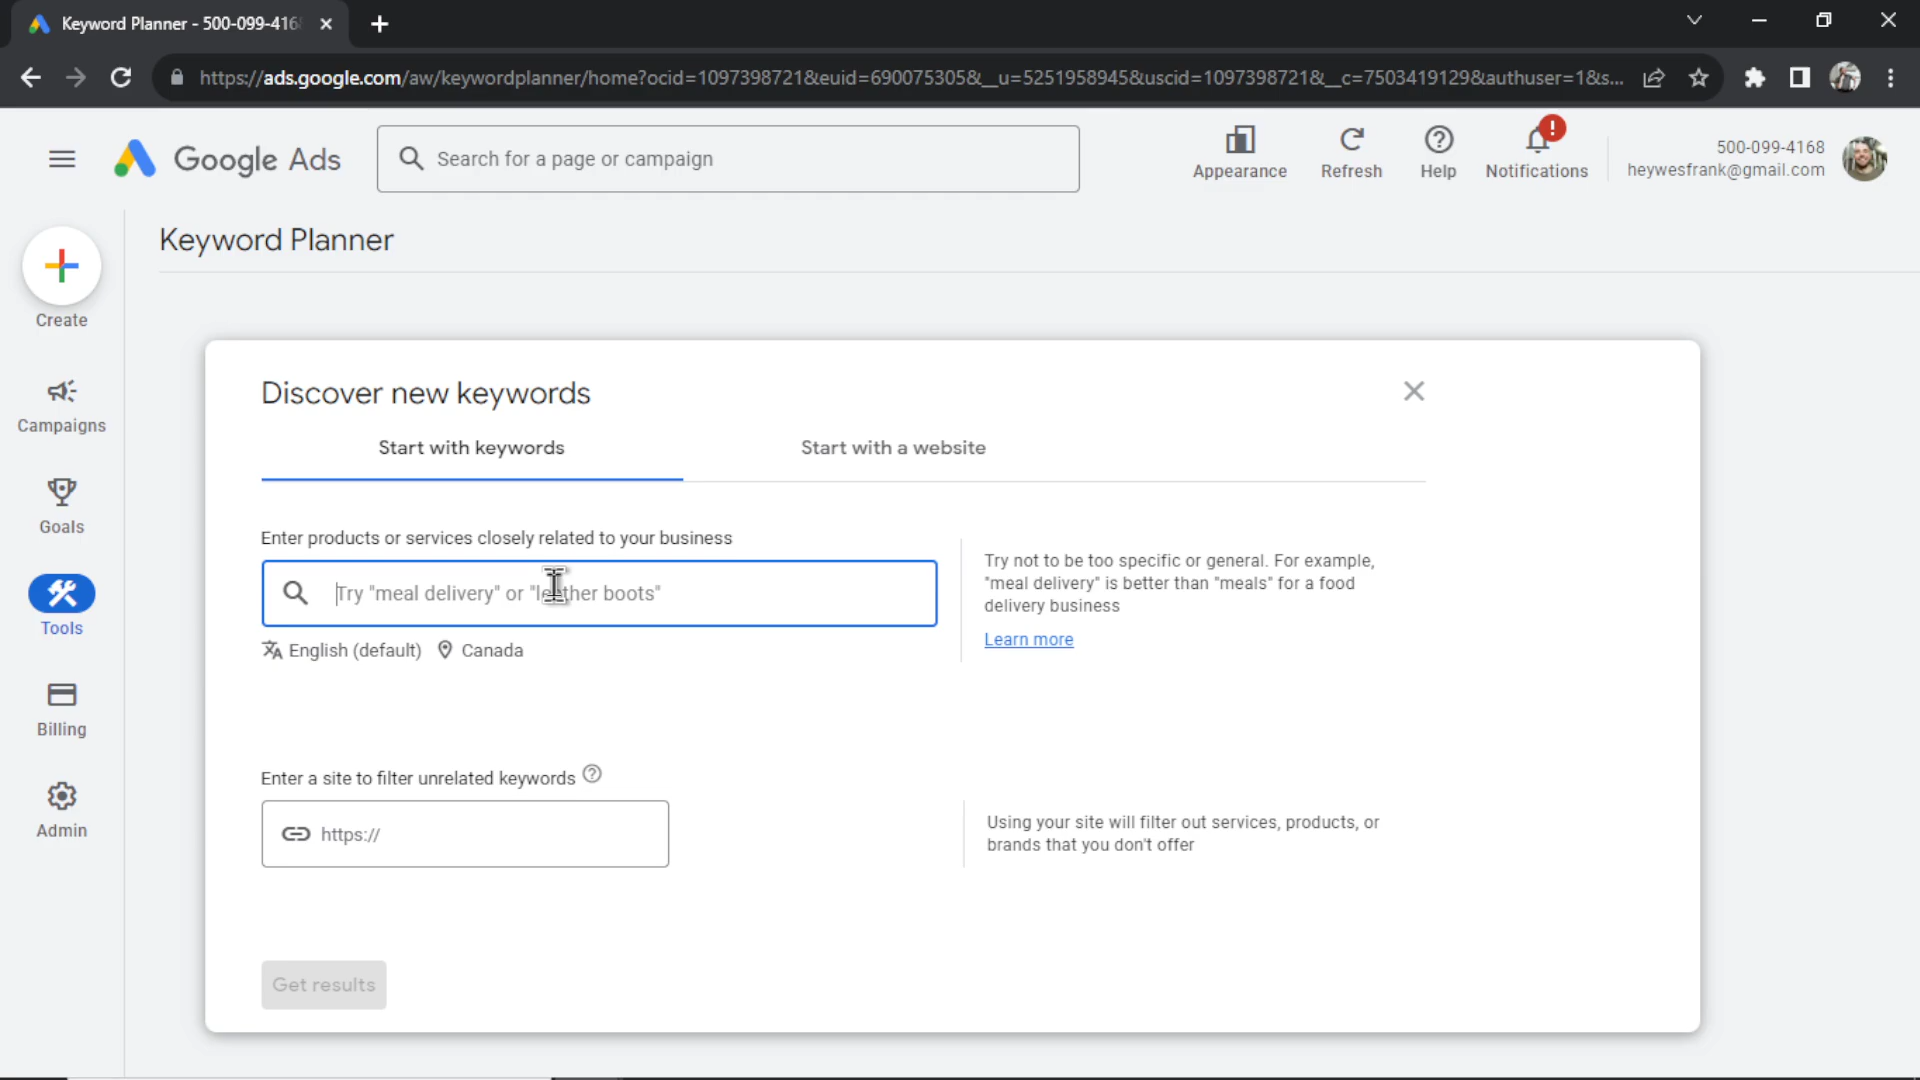 Keyword Planner - 500-099-416
https://ads.google.com/aw/keywordplanner/home?ocid=1097398721&euid=690075305&__u=5251958945&uscid=1097398721&__c=7503419129&authuser=1&s...
Google Ads
Search for a page or campaign
Appearance
Refresh
Help
!
Notifications
500-099-4168
heywesfrank@gmail.com
Keyword Planner
Create
Campaigns
Goals
Tools
Billing
Admin
Discover new keywords
Start with keywords
Start with a website
Enter products or services closely related to your business
Try "meal delivery" or "leather boots"
English (default)
Canada
Try not to be too specific or general. For example,
"meal delivery" is better than "meals" for a food
delivery business
Learn more
Enter a site to filter unrelated keywords
https://
Using your site will filter out services, products, or
brands that you don't offer
Get results